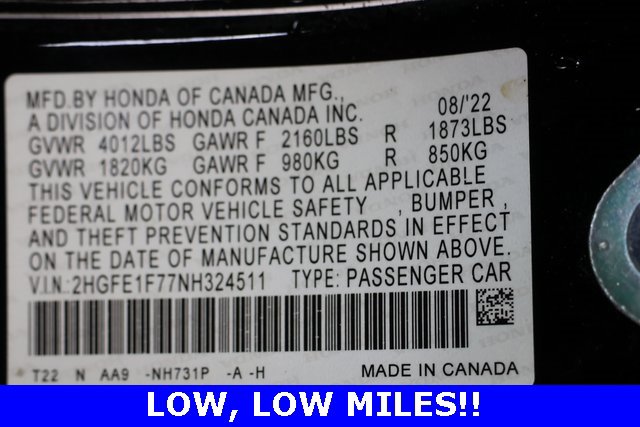 MFD.BY HONDA OF CANADA MFG.,
A DIVISION OF HONDA CANADA INC. 08/'22
GVWR 4012LBS GAWR F 2160LBS R 1873LBS
GVWR 1820KG GAWR F 980KG R 850KG
THIS VEHICLE CONFORMS TO ALL APPLICABLE
FEDERAL MOTOR VEHICLE SAFETY , BUMPER ,
AND THEFT PREVENTION STANDARDS IN EFFECT
ON THE DATE OF MANUFACTURE SHOWN ABOVE.
V.I.N.:2HGFE1F77NH324511 TYPE: PASSENGER CAR
T22 N AA9 -NH731P -A -H MADE IN CANADA
LOW, LOW MILES!!